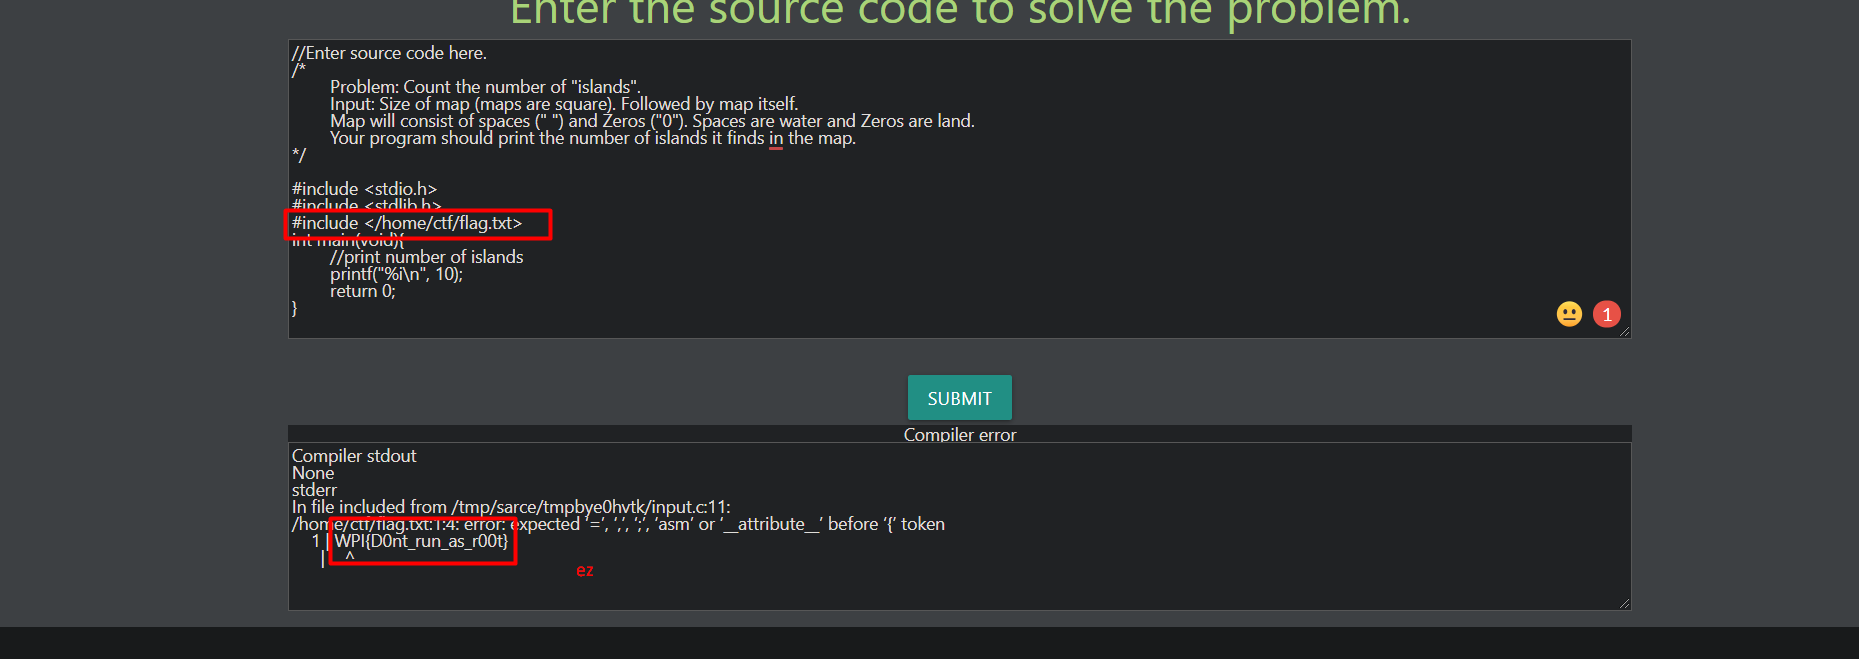 Enter the source code to solve the problem.
//Enter source code here.
/*
Problem: Count the number of "islands".
Input: Size of map (maps are square). Followed by map itself.
Map will consist of spaces (" ") and Zeros ("0"). Spaces are water and Zeros are land.
Your program should print the number of islands it finds in the map.
*/
#include <stdio.h>
#include <stdlib.h>
#include </home/ctf/flag.txt>
int main(void){
//print number of islands
printf("%i\n", 10);
return 0;
}
1
SUBMIT
Compiler error
Compiler stdout
None
stderr
In file included from /tmp/sarce/tmpbye0hvtk/input.c:11:
/home/ctf/flag.txt:1:4: error: expected '=', ',', ';', 'asm' or '__attribute__' before '{' token
1 | WPI{D0nt_run_as_r00t}
| ^
ez